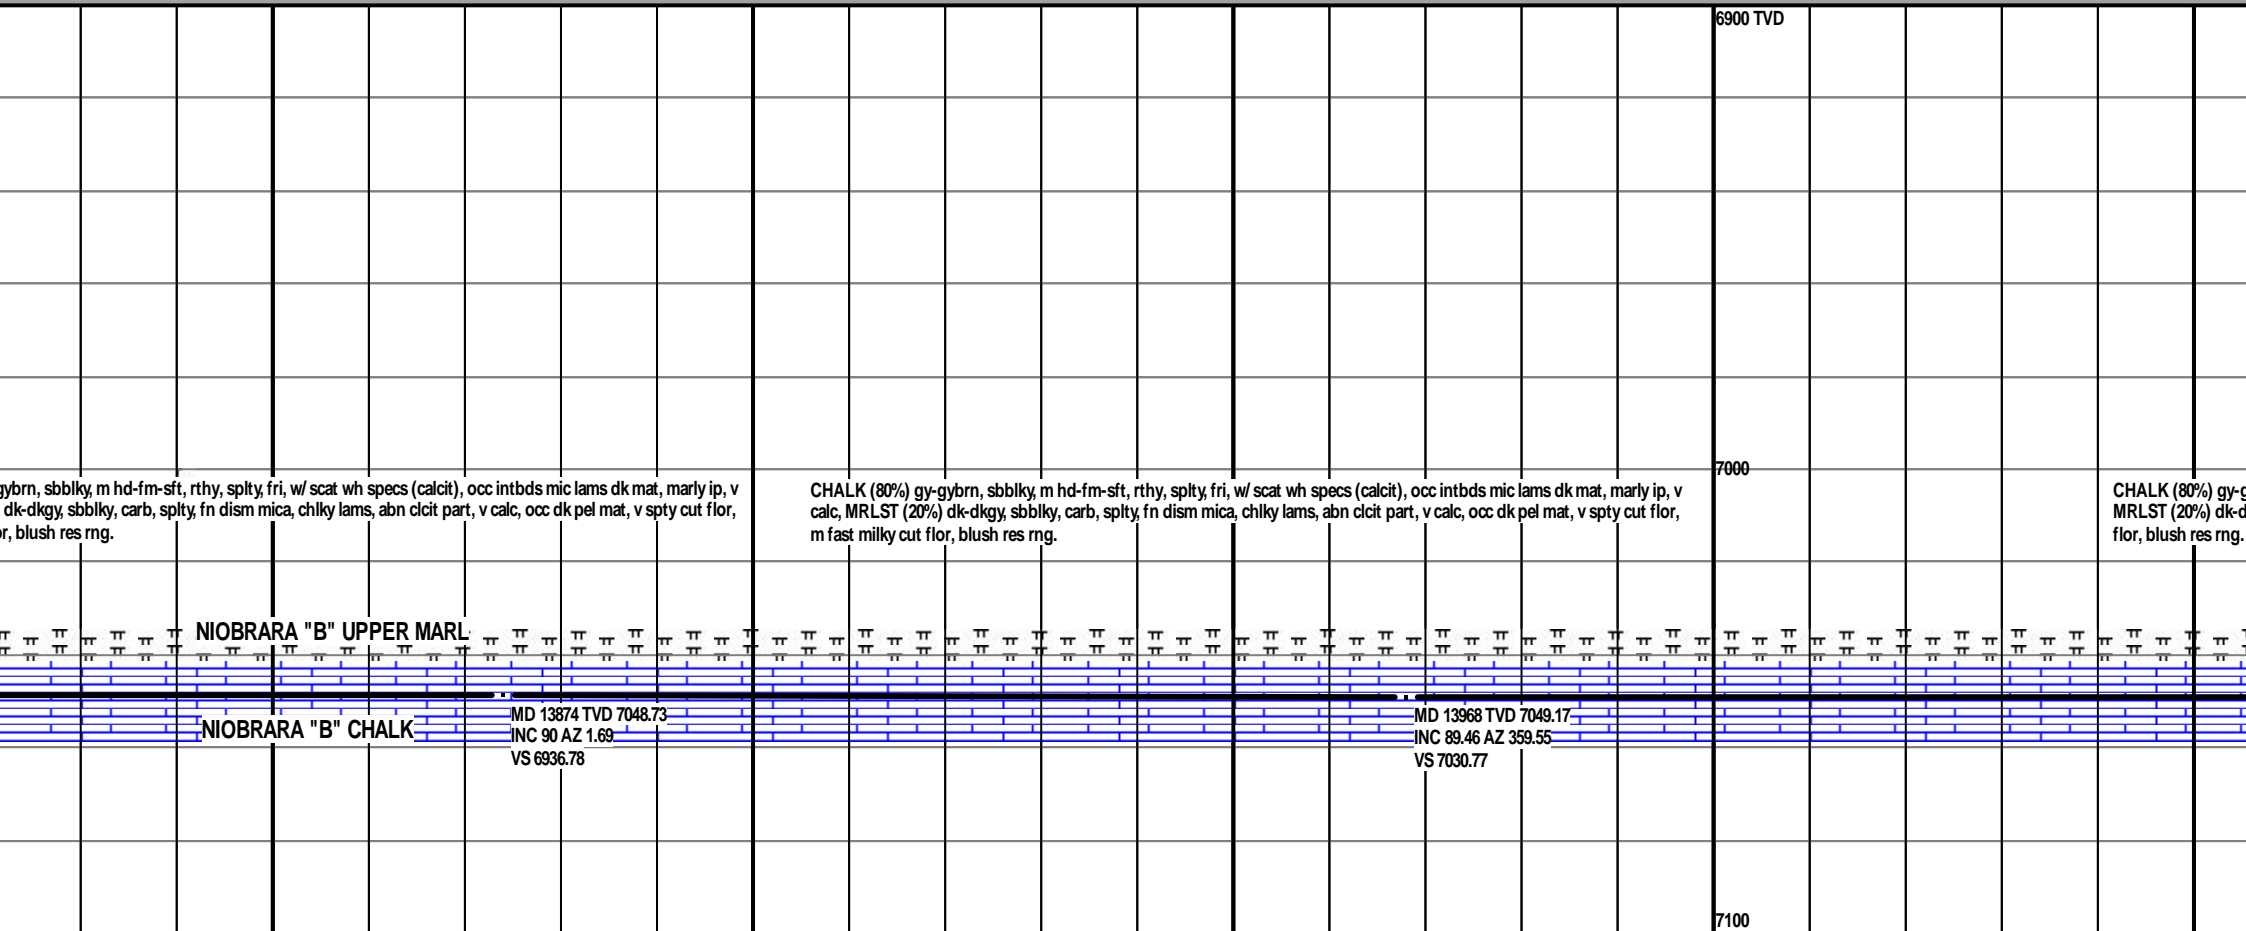 6900 TVD
7000
gybrn, sbblky, m hd-fm-sft, rthy, splty, fri, w/ scat wh specs (calcit), occ intbds mic lams dk mat, marly ip, v
dk-dkgy, sbblky, carb, splty, fn dism mica, chlky lams, abn clcit part, v calc, occ dk pel mat, v spty cut flor,
or, blush res rng.
CHALK (80%) gy-gybrn, sbblky, m hd-fm-sft, rthy, splty, fri, w/ scat wh specs (calcit), occ intbds mic lams dk mat, marly ip, v
calc, MRLST (20%) dk-dkgy, sbblky, carb, splty, fn dism mica, chlky lams, abn clcit part, v calc, occ dk pel mat, v spty cut flor,
m fast milky cut flor, blush res rng.
CHALK (80%) gy-g
MRLST (20%) dk-d
flor, blush res rng.
NIOBRARA "B" UPPER MARL
NIOBRARA "B" CHALK
MD 13874 TVD 7048.73
INC 90 AZ 1.69
VS 6936.78
MD 13968 TVD 7049.17
INC 89.46 AZ 359.55
VS 7030.77
7100